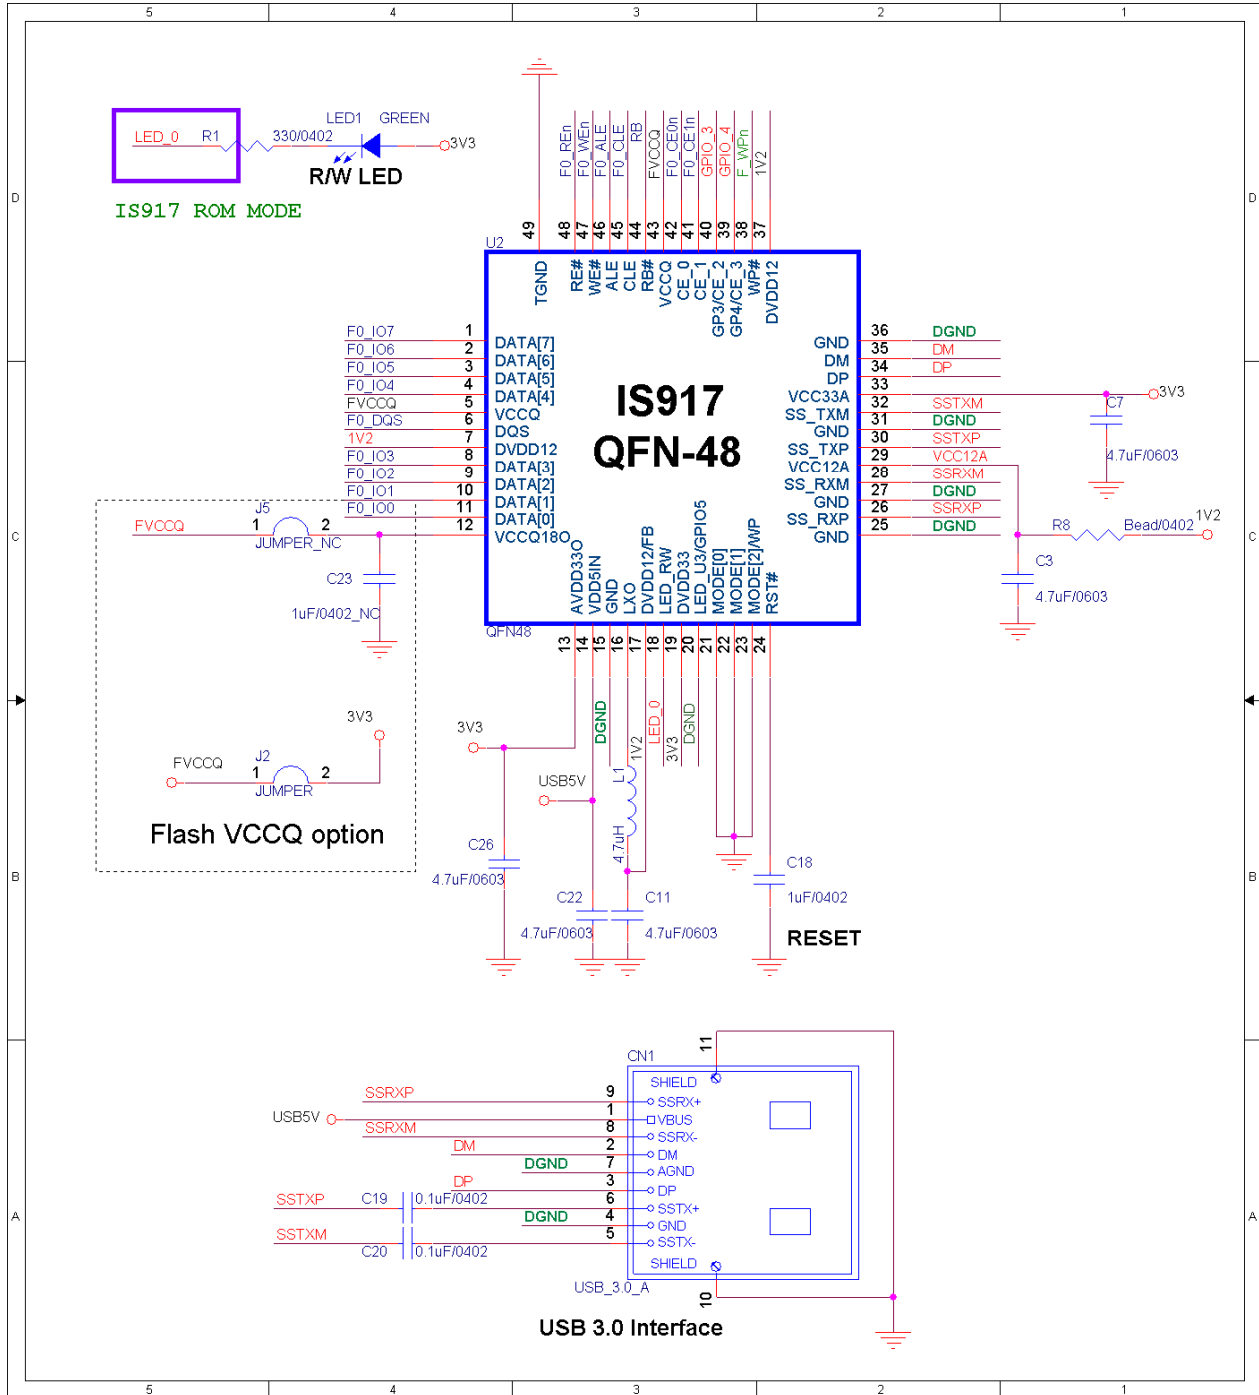 5 4 3 2 1
LED_0 R1 330/0402 LED1 GREEN 3V3
R/W LED
IS917 ROM MODE
F0_REn F0_WEn F0_ALE F0_CLE RB FVCCQ F0_CE0n F0_CE1n GPIO_3 GPIO_4 F_WPn 1V2
49 48 47 46 45 44 43 42 41 40 39 38 37
U2
TGND RE# WE# ALE CLE RB# VCCQ CE_0 CE_1 GP3/CE_2 GP4/CE_3 WP# DVDD12
D D
F0_IO7 1 DATA[7]
F0_IO6 2 DATA[6]
F0_IO5 3 DATA[5]
F0_IO4 4 DATA[4]
FVCCQ 5 VCCQ
F0_DQS 6 DQS
1V2 7 DVDD12
F0_IO3 8 DATA[3]
F0_IO2 9 DATA[2]
F0_IO1 10 DATA[1]
F0_IO0 11 DATA[0]
12 VCCQ18O
IS917
QFN-48
GND 36 DGND
DM 35 DM
DP 34 DP
VCC33A 33 3V3
SS_TXM 32 SSTXM
GND 31 DGND
SS_TXP 30 SSTXP
VCC12A 29 VCC12A
SS_RXM 28 SSRXM
GND 27 DGND
SS_RXP 26 SSRXP
GND 25 DGND
C7
4.7uF/0603
R8 Bead/0402 1V2
C3
4.7uF/0603
C C
FVCCQ 1 J5 2
JUMPER_NC
C23
1uF/0402_NC
3V3
FVCCQ 1 J2 2
JUMPER
Flash VCCQ option
AVDD33O VDD5IN GND LXO DVDD12/FB LED_RW DVDD33 LED_U3/GPIO5 MODE[0] MODE[1] MODE[2]/WP RST#
QFN48
13 14 15 16 17 18 19 20 21 22 23 24
3V3
DGND 1V2 LED_0 3V3 DGND
USB5V
L1
4.7uH
C26
4.7uF/0603
C22
4.7uF/0603
C11
4.7uF/0603
C18
1uF/0402
RESET
B B
CN1
11
SHIELD
SSRXP 9 SSRX+
USB5V 1 VBUS
SSRXM 8 SSRX-
DM 2 DM
DGND 7 AGND
DP 3 DP
SSTXP C19 0.1uF/0402 6 SSTX+
DGND 4 GND
SSTXM C20 0.1uF/0402 5 SSTX-
SHIELD
10
USB_3.0_A
USB 3.0 Interface
A A
5 4 3 2 1